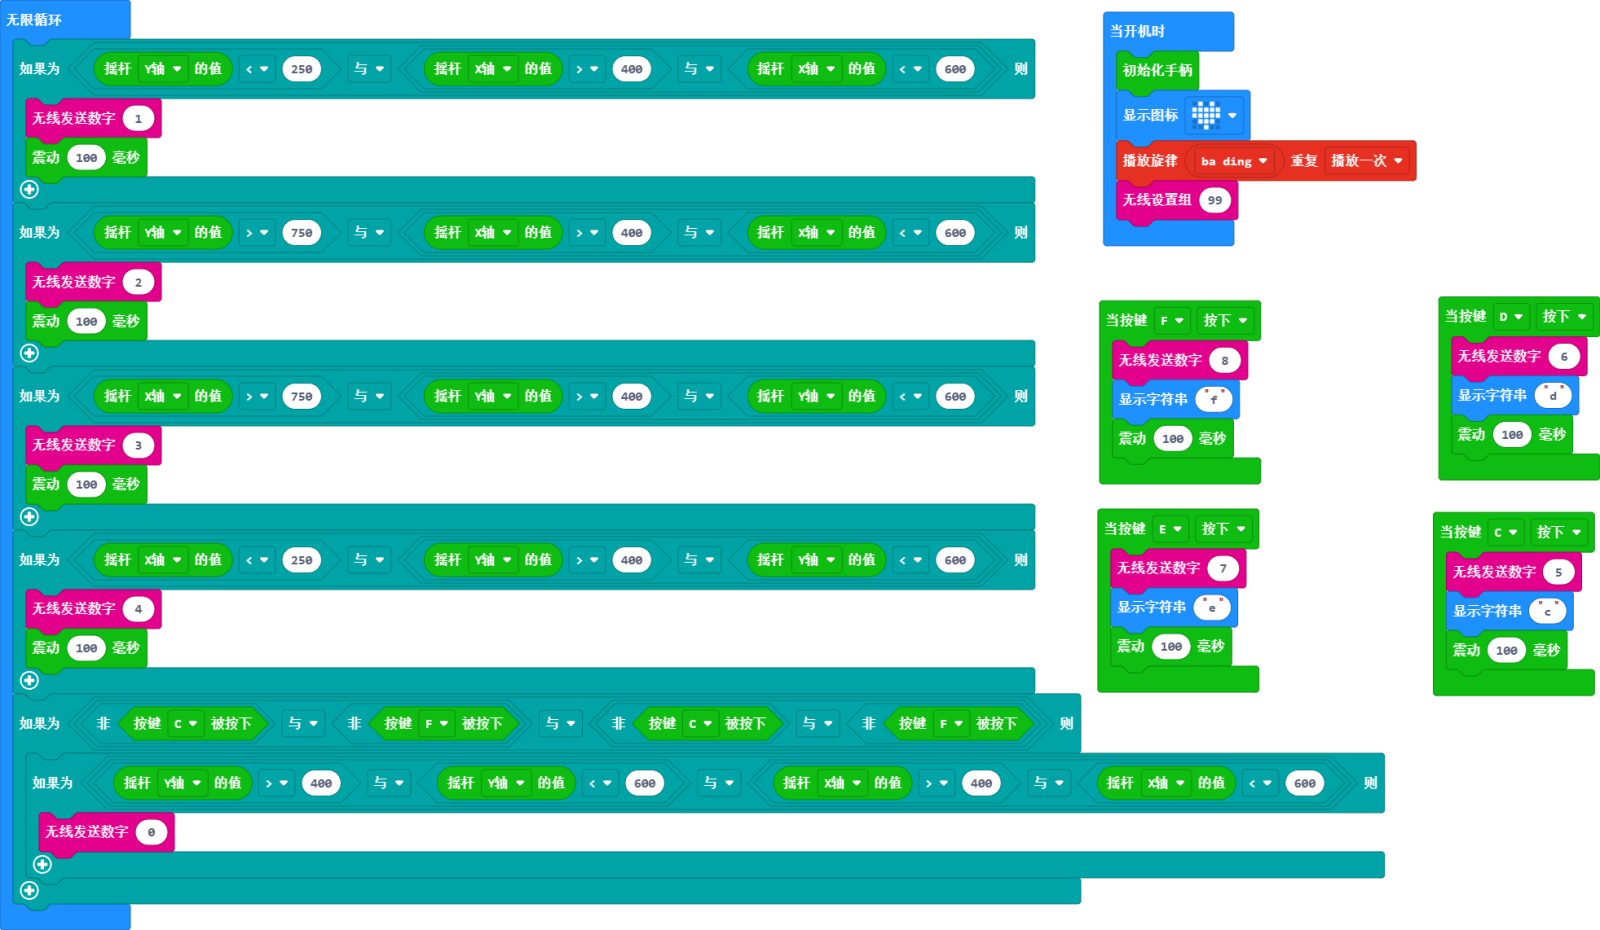 无限循环
如果为 摇杆 Y轴 的值 < 250 与 摇杆 X轴 的值 > 400 与 摇杆 X轴 的值 < 600 则
无线发送数字 1
震动 100 毫秒
如果为 摇杆 Y轴 的值 > 750 与 摇杆 X轴 的值 > 400 与 摇杆 X轴 的值 < 600 则
无线发送数字 2
震动 100 毫秒
如果为 摇杆 X轴 的值 > 750 与 摇杆 Y轴 的值 > 400 与 摇杆 Y轴 的值 < 600 则
无线发送数字 3
震动 100 毫秒
如果为 摇杆 X轴 的值 < 250 与 摇杆 Y轴 的值 > 400 与 摇杆 Y轴 的值 < 600 则
无线发送数字 4
震动 100 毫秒
如果为 非 按键 C 被按下 与 非 按键 F 被按下 与 非 按键 C 被按下 与 非 按键 F 被按下 则
如果为 摇杆 Y轴 的值 > 400 与 摇杆 Y轴 的值 < 600 与 摇杆 X轴 的值 > 400 与 摇杆 X轴 的值 < 600 则
无线发送数字 0
当开机时
初始化手柄
显示图标
播放旋律 ba ding 重复 播放一次
无线设置组 99
当按键 F 按下
无线发送数字 8
显示字符串 "f"
震动 100 毫秒
当按键 D 按下
无线发送数字 6
显示字符串 "d"
震动 100 毫秒
当按键 E 按下
无线发送数字 7
显示字符串 "e"
震动 100 毫秒
当按键 C 按下
无线发送数字 5
显示字符串 "c"
震动 100 毫秒